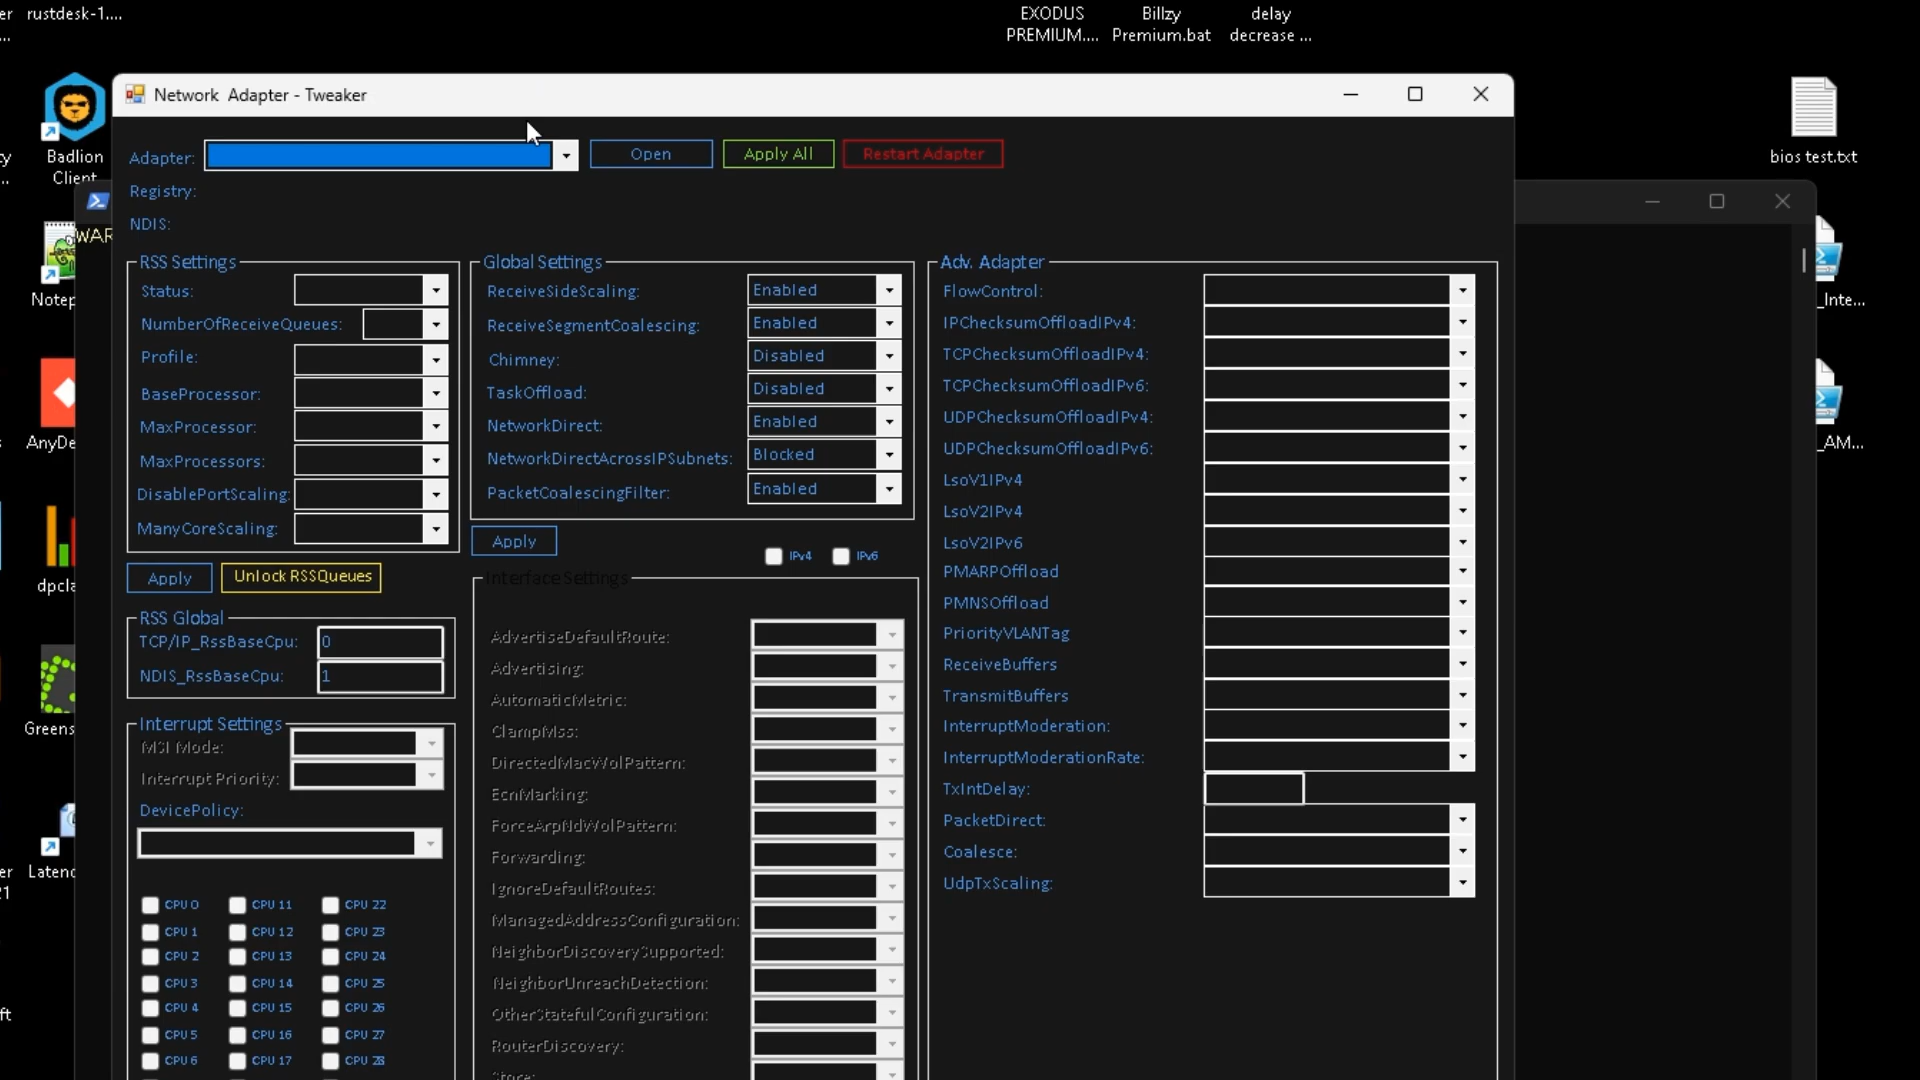 er
rustdesk-1....
...
EXODUS
PREMIUM....
Billzy
Premium.bat
delay
decrease ...
Network Adapter - Tweaker
Badlion
Client
bios test.txt
WAR
Notep
_Inte...
AnyDe
_AM...
dpcla
Greens
Latenc
er
21
ft
Adapter:
Open
Apply All
Restart Adapter
Registry:
NDIS:
RSS Settings
Status:
NumberOfReceiveQueues:
Profile:
BaseProcessor:
MaxProcessor:
MaxProcessors:
DisablePortScaling:
ManyCoreScaling:
Apply
Unlock RSSQueues
RSS Global
TCP/IP_RssBaseCpu: 0
NDIS_RssBaseCpu: 1
Interrupt Settings
MSI Mode:
Interrupt Priority:
DevicePolicy:
CPU 0 CPU 11 CPU 22
CPU 1 CPU 12 CPU 23
CPU 2 CPU 13 CPU 24
CPU 3 CPU 14 CPU 25
CPU 4 CPU 15 CPU 26
CPU 5 CPU 16 CPU 27
CPU 6 CPU 17 CPU 28
Global Settings
ReceiveSideScaling: Enabled
ReceiveSegmentCoalescing: Enabled
Chimney: Disabled
TaskOffload: Disabled
NetworkDirect: Enabled
NetworkDirectAcrossIPSubnets: Blocked
PacketCoalescingFilter: Enabled
Apply
IPv4 IPv6
Interface Settings
AdvertiseDefaultRoute:
Advertising:
AutomaticMetric:
ClampMss:
DirectedMacWolPattern:
EcnMarking:
ForceArpNdWolPattern:
Forwarding:
IgnoreDefaultRoutes:
ManagedAddressConfiguration:
NeighborDiscoverySupported:
NeighborUnreachDetection:
OtherStatefulConfiguration:
RouterDiscovery:
Store:
Adv. Adapter
FlowControl:
IPChecksumOffloadIPv4:
TCPChecksumOffloadIPv4:
TCPChecksumOffloadIPv6:
UDPChecksumOffloadIPv4:
UDPChecksumOffloadIPv6:
LsoV1IPv4
LsoV2IPv4
LsoV2IPv6
PMARPOffload
PMNSOffload
PriorityVLANTag
ReceiveBuffers
TransmitBuffers
InterruptModeration:
InterruptModerationRate:
TxIntDelay:
PacketDirect:
Coalesce:
UdpTxScaling: